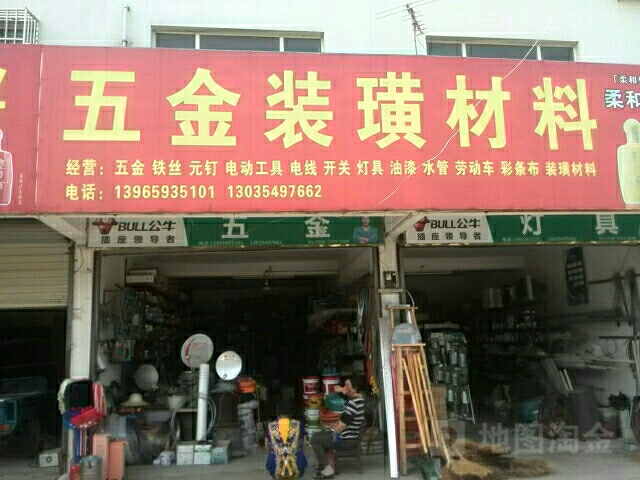 五金装璜材料
经营：五金 铁丝 元钉 电动工具 电线 开关 灯具 油漆 水管 劳动车 彩条布 装璜材料
电话：13965935101 13035497662
柔和
BULL公牛
插座领导者
五金
BULL公牛
插座领导者
灯具
地图淘金